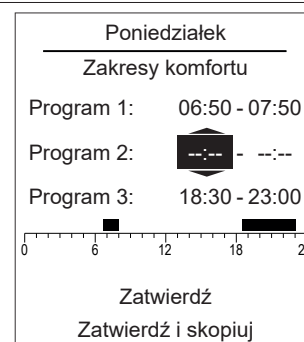 Poniedziałek
Zakresy komfortu
Program 1: 06:50 - 07:50
Program 2: --:-- - --:--
Program 3: 18:30 - 23:00
0 6 12 18 2
Zatwierdź
Zatwierdź i skopiuj